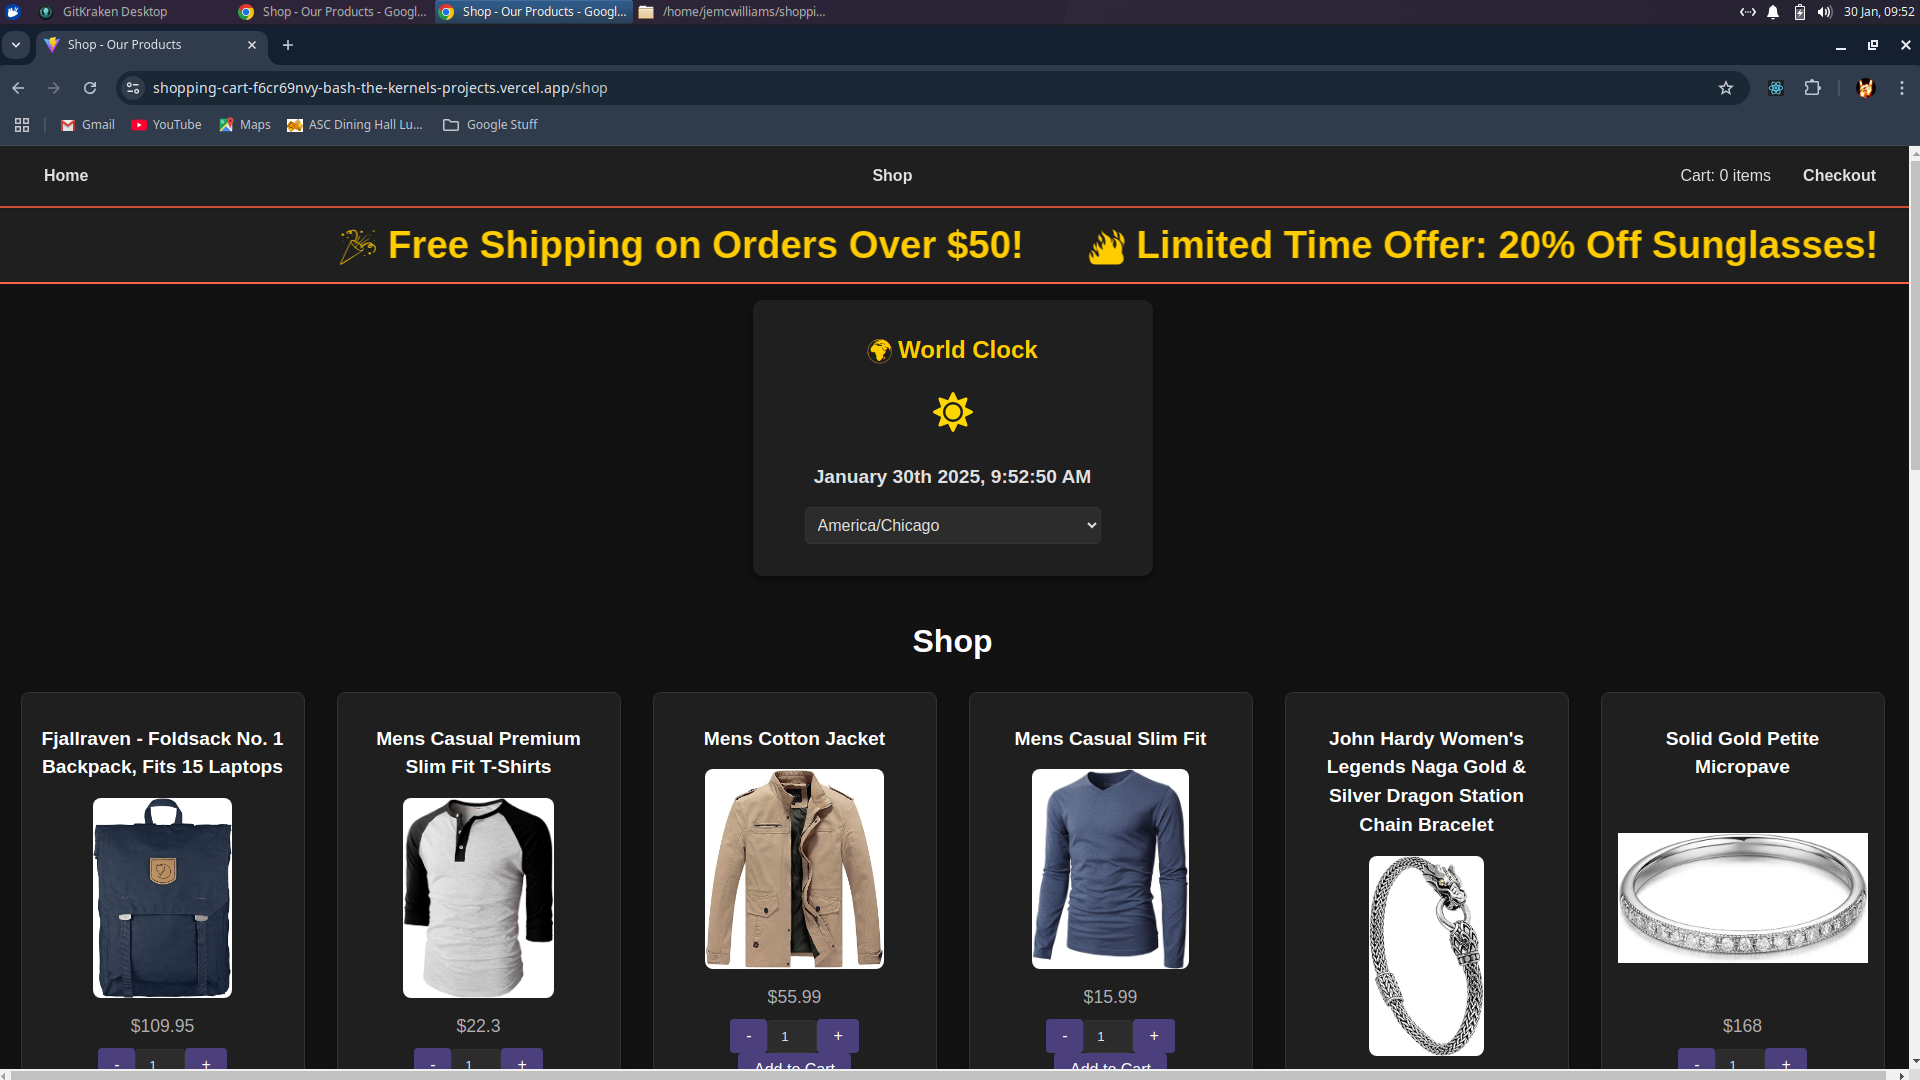 GitKraken Desktop
Shop - Our Products - Googl...
Shop - Our Products - Googl...
/home/jemcwilliams/shoppi...
30 Jan, 09:52
Shop - Our Products
shopping-cart-f6cr69nvy-bash-the-kernels-projects.vercel.app/shop
Gmail
YouTube
Maps
ASC Dining Hall Lu...
Google Stuff
Home
Shop
Cart: 0 items
Checkout
Free Shipping on Orders Over $50!
Limited Time Offer: 20% Off Sunglasses!
World Clock
January 30th 2025, 9:52:50 AM
America/Chicago
Shop
Fjallraven - Foldsack No. 1
Backpack, Fits 15 Laptops
$109.95
- 1 +
Mens Casual Premium
Slim Fit T-Shirts
$22.3
- 1 +
Mens Cotton Jacket
$55.99
- 1 +
Add to Cart
Mens Casual Slim Fit
$15.99
- 1 +
Add to Cart
John Hardy Women's
Legends Naga Gold &
Silver Dragon Station
Chain Bracelet
Solid Gold Petite
Micropave
$168
- 1 +